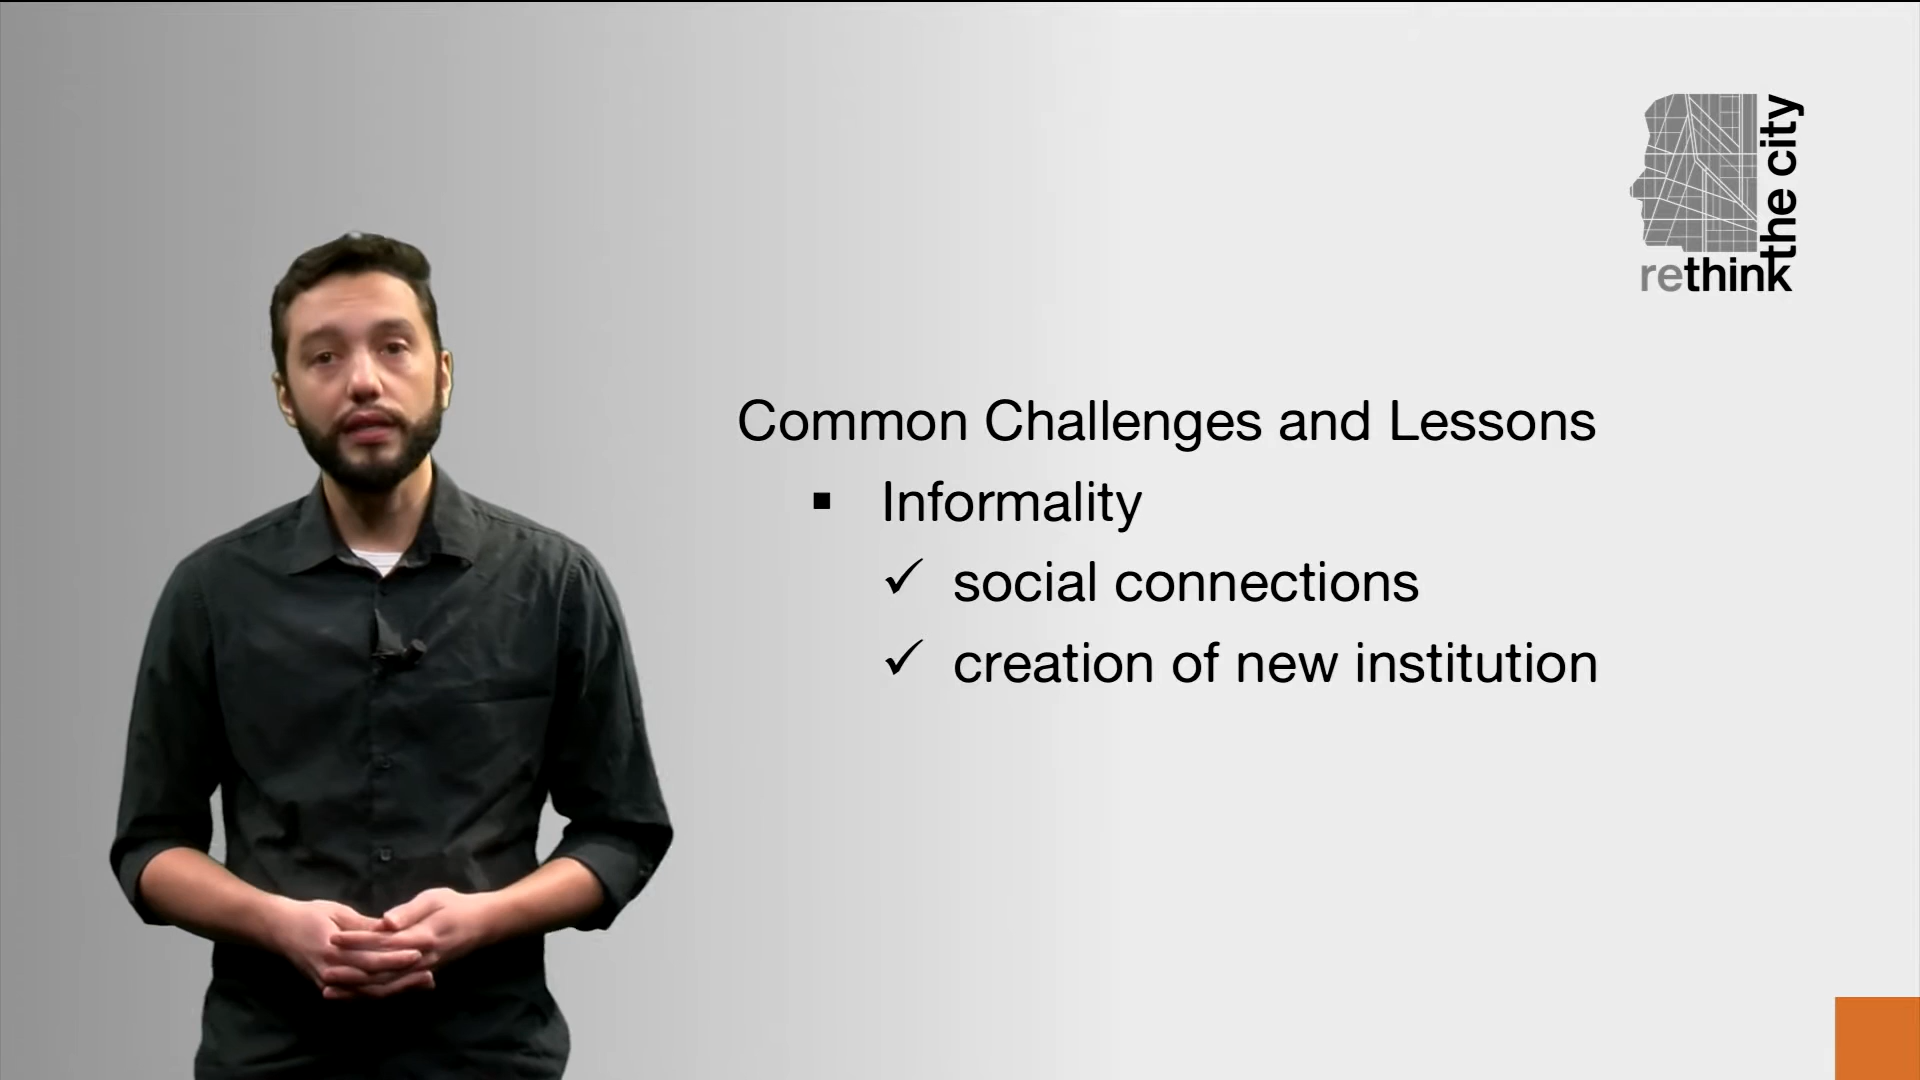 the city
rethink
Common Challenges and Lessons
▪ Informality
✓ social connections
✓ creation of new institution